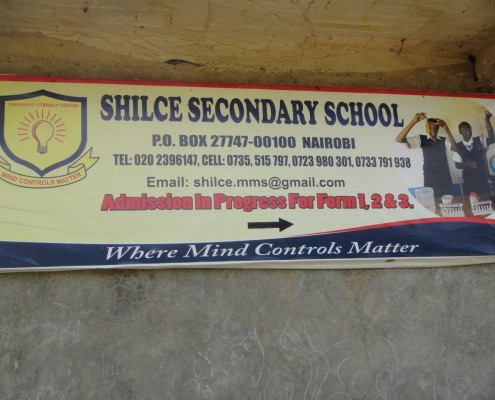 SHILCE SECONDARY SCHOOL
P.O. BOX 27747-00100 NAIROBI
TEL: 020 2396147, CELL: 0735, 515 797, 0723 980 301, 0733 791 938
Email: shilce.mms@gmail.com
Admission In Progress For Form 1, 2 & 3.
Where Mind Controls Matter
LITERACY CENTRE
MIND CONTROLS MATTER